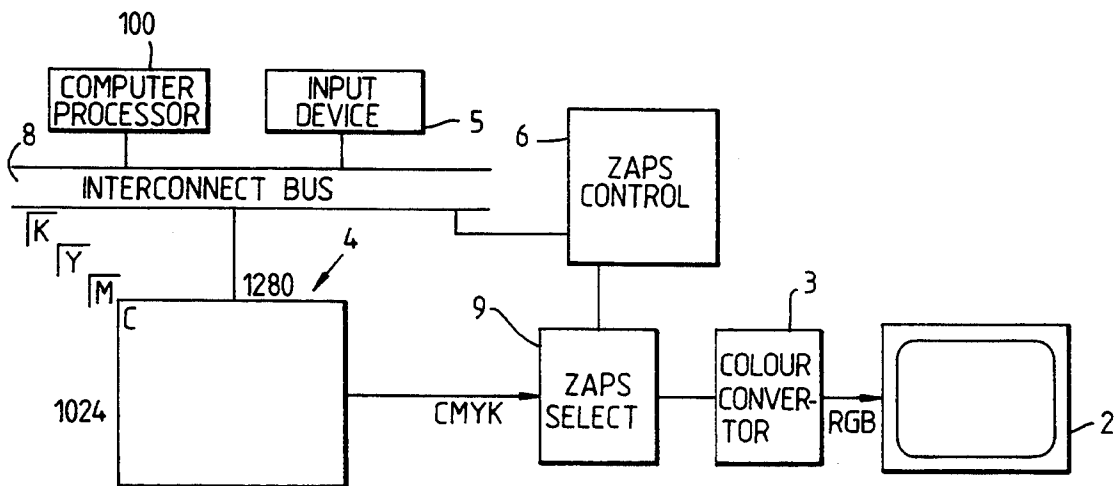 100
COMPUTER
PROCESSOR
INPUT
DEVICE
5
8
INTERCONNECT BUS
6
ZAPS
CONTROL
K
Y
M
C
1280
4
1024
CMYK
9
ZAPS
SELECT
3
COLOUR
CONVER-
TOR
RGB
2